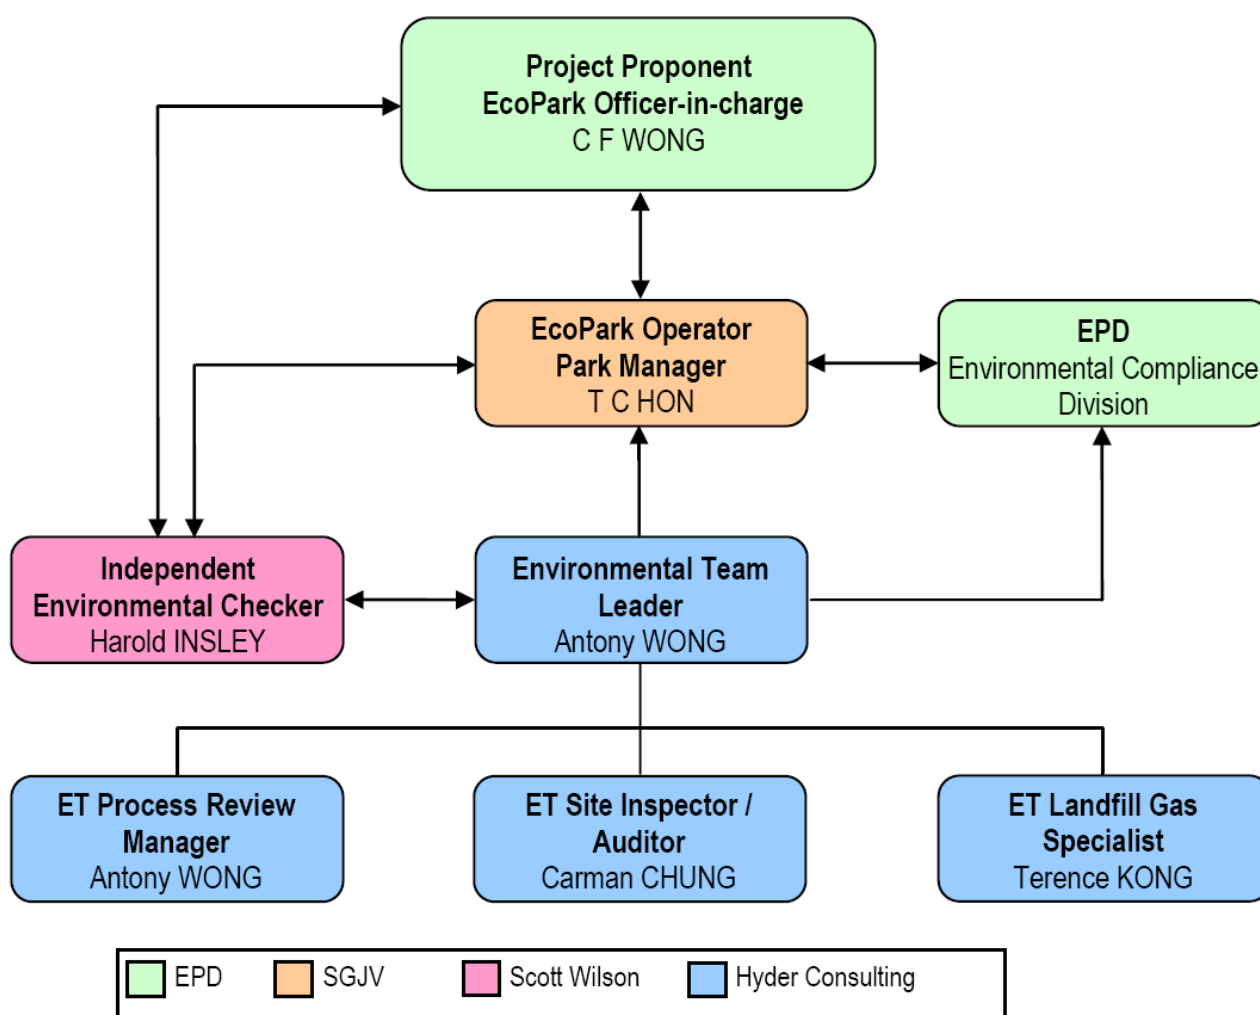 Project Proponent
EcoPark Officer-in-charge
C F WONG
EcoPark Operator
Park Manager
T C HON
EPD
Environmental Compliance
Division
Independent
Environmental Checker
Harold INSLEY
Environmental Team
Leader
Antony WONG
ET Process Review
Manager
Antony WONG
ET Site Inspector /
Auditor
Carman CHUNG
ET Landfill Gas
Specialist
Terence KONG
EPD SGJV Scott Wilson Hyder Consulting